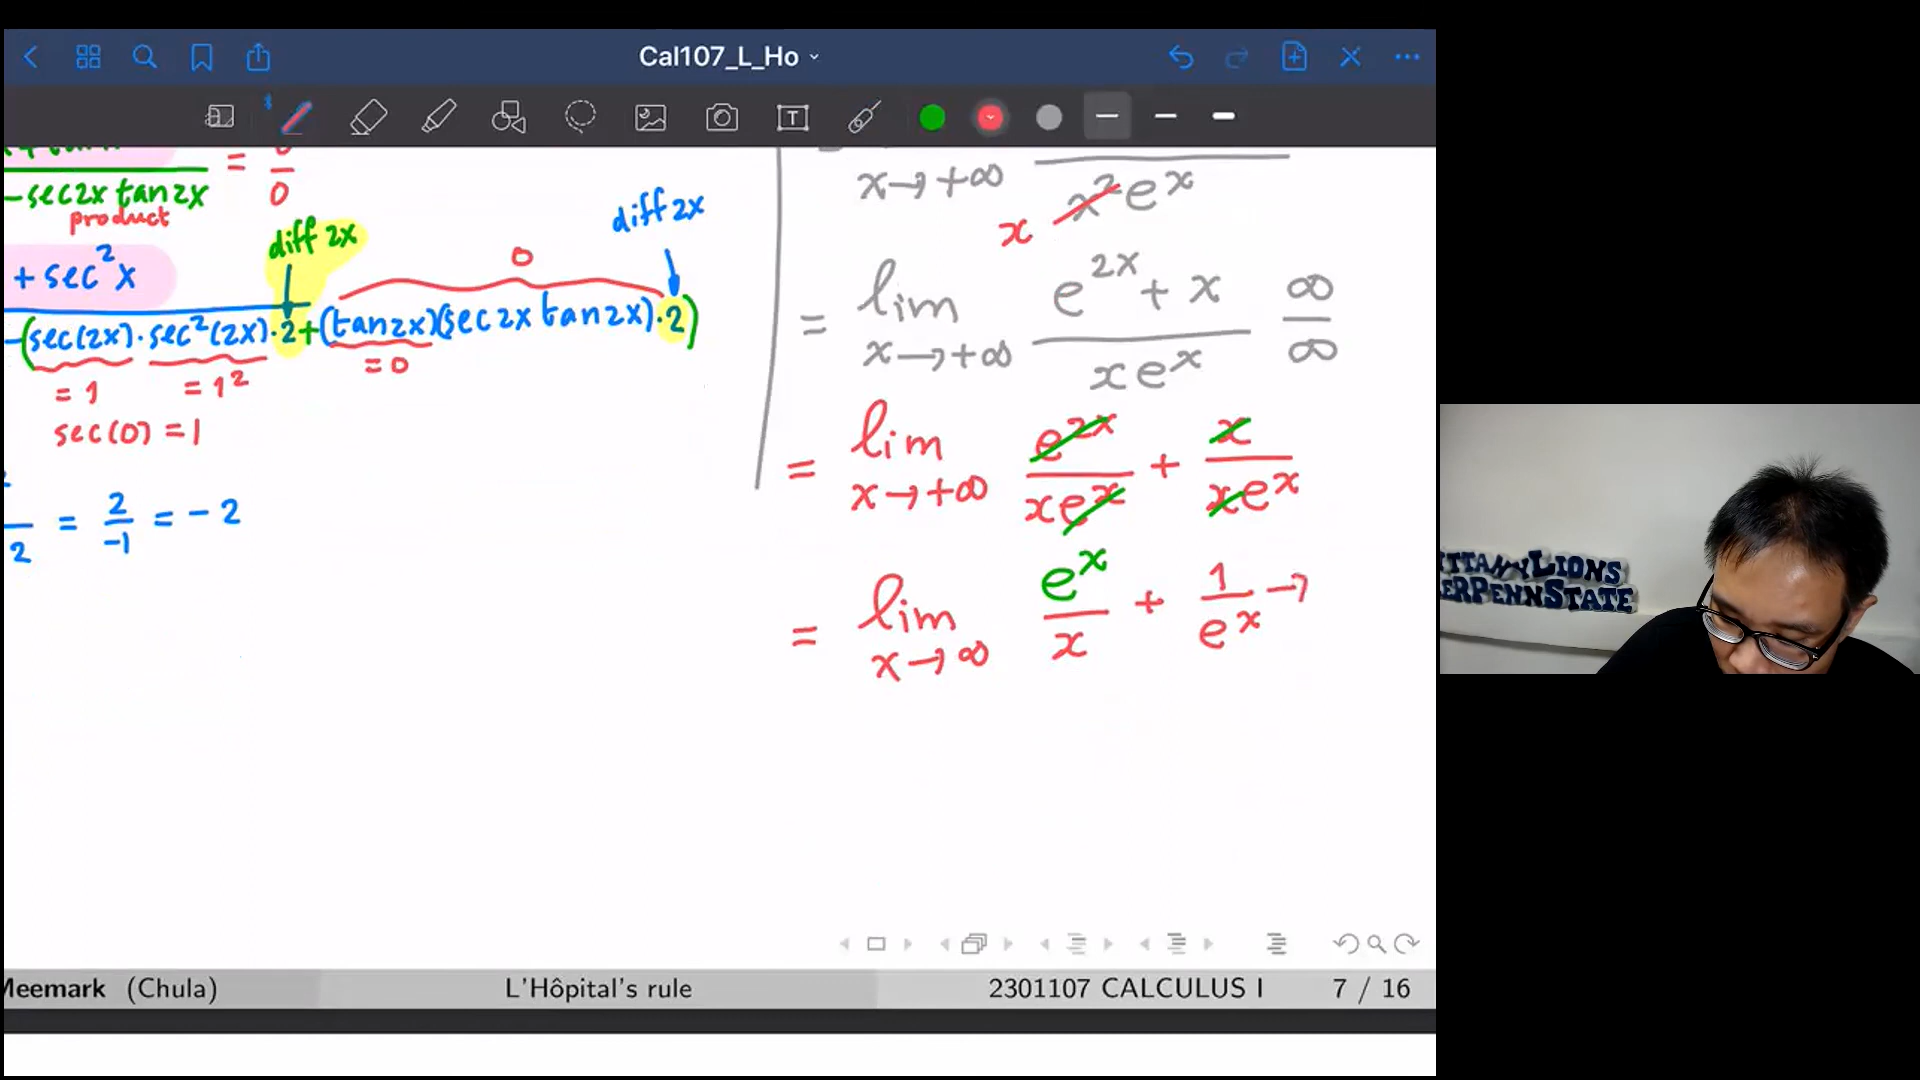 Cal107_L_Ho
= 0
−sec2x tan2x
product
diff 2x
diff 2x
0
+ sec²x
−(sec(2x)·sec²(2x)·2+(tan2x)(sec2x tan2x)·2)
= 1 = 1² = 0
sec(0) = 1
2 = 2/−1 = −2
x→+∞ x²eˣ
x
= lim x→+∞ (e²ˣ + x)/(xeˣ) ∞/∞
= lim x→+∞ e²ˣ/(xeˣ) + x/(xeˣ)
= lim x→∞ eˣ/x + 1/eˣ →
ITTANY LIONS
ERPENNSTATE
Meemark (Chula) L'Hôpital's rule 2301107 CALCULUS I 7 / 16